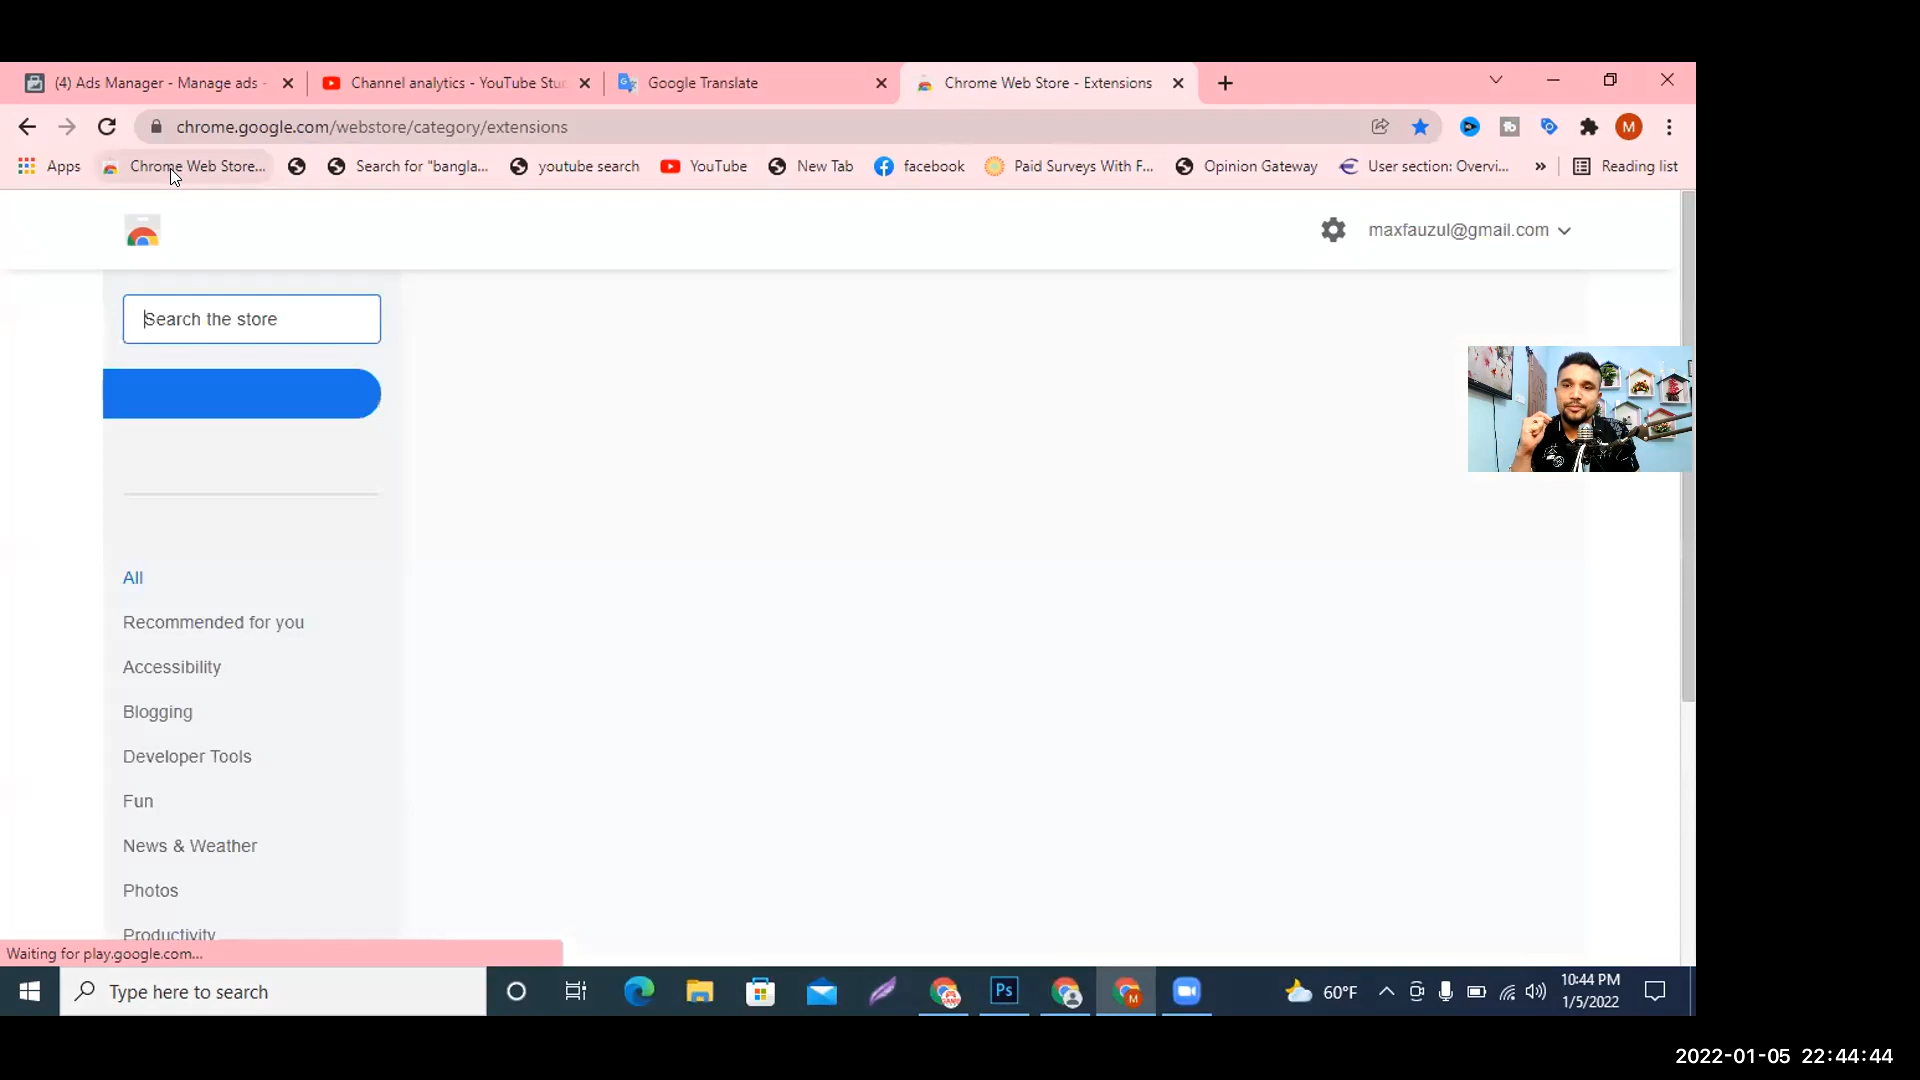 (4) Ads Manager - Manage ads -
Channel analytics - YouTube Stu
Google Translate
Chrome Web Store - Extensions
chrome.google.com/webstore/category/extensions
M
Apps
Chrome Web Store...
Search for "bangla...
youtube search
YouTube
New Tab
facebook
Paid Surveys With F...
Opinion Gateway
User section: Overvi...
»
Reading list
maxfauzul@gmail.com
Search the store
All
Recommended for you
Accessibility
Blogging
Developer Tools
Fun
News & Weather
Photos
Productivity
Waiting for play.google.com...
Type here to search
Ps
M
60°F
10:44 PM
1/5/2022
2022-01-05 22:44:44